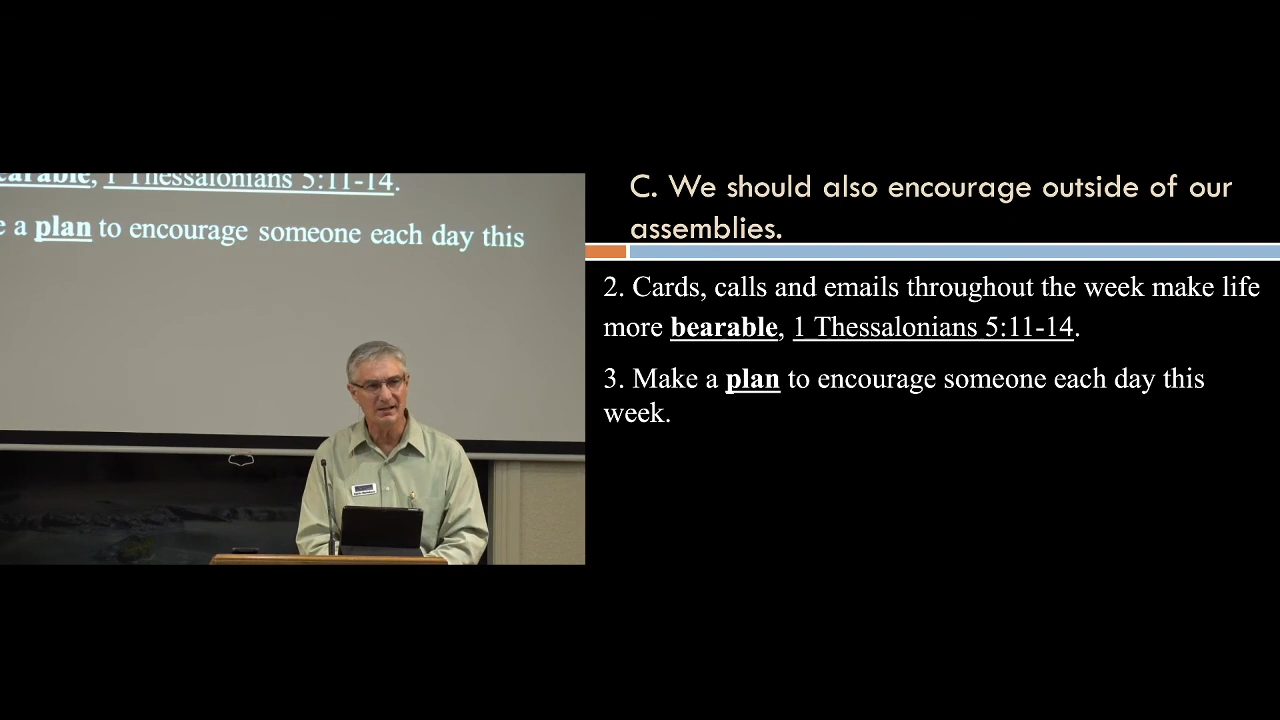 earable, 1 Thessalonians 5:11-14.
e a plan to encourage someone each day this
C. We should also encourage outside of our
assemblies.
2. Cards, calls and emails throughout the week make life
more bearable, 1 Thessalonians 5:11-14.
3. Make a plan to encourage someone each day this
week.